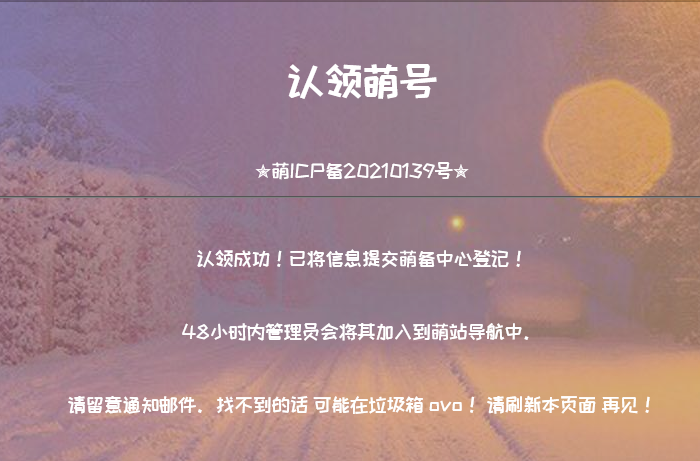 认领萌号
★萌ICP备20210139号★
认领成功！已将信息提交萌备中心登记！
48小时内管理员会将其加入到萌站导航中。
请留意通知邮件。找不到的话 可能在垃圾箱 ovo！ 请刷新本页面 再见！